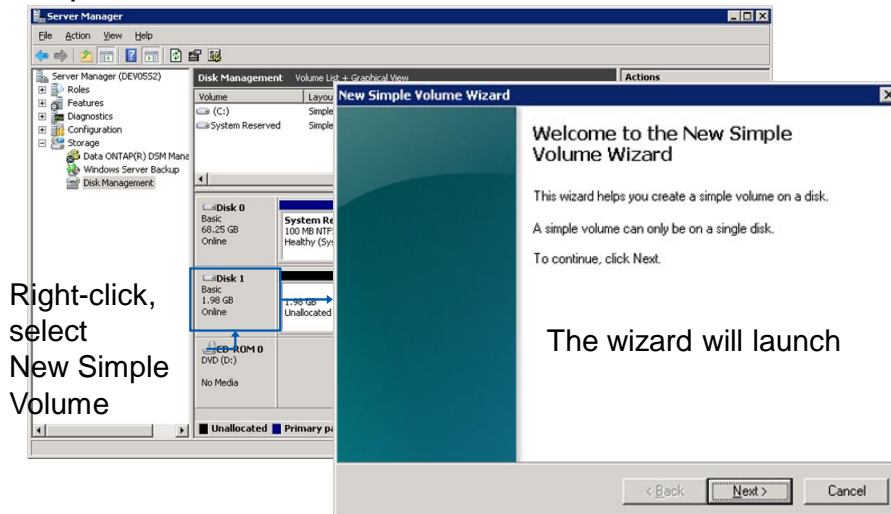 Server Manager
File Action View Help
Server Manager (DEV0552)
Roles
Features
Diagnostics
Configuration
Storage
Data ONTAP(R) DSM Mana
Windows Server Backup
Disk Management
Disk Management Volume List + Graphical View
Actions
Volume Layou
(C:) Simple
System Reserved Simple
Disk 0
Basic
68.25 GB
Online
System Re
100 MB NTF
Healthy (Sys
Disk 1
Basic
1.98 GB
Online
1.98 GB
Unallocated
CD-ROM 0
DVD (D:)
No Media
Unallocated Primary pa
Right-click,
select
New Simple
Volume
New Simple Volume Wizard
Welcome to the New Simple
Volume Wizard
This wizard helps you create a simple volume on a disk.
A simple volume can only be on a single disk.
To continue, click Next.
The wizard will launch
< Back Next > Cancel